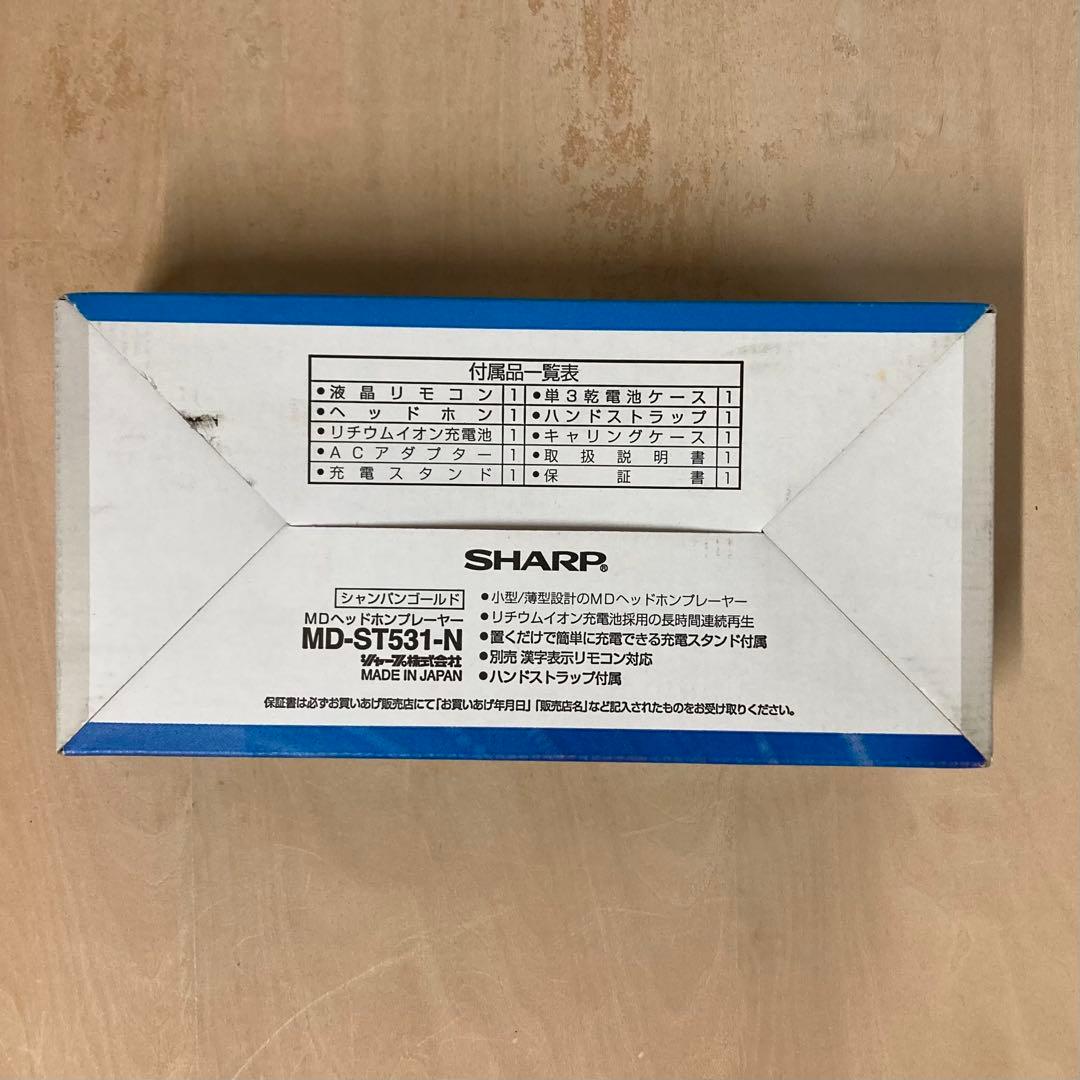 付属品一覧表
●液晶リモコン 1 ●単3乾電池ケース 1
●ヘッドホン 1 ●ハンドストラップ 1
●リチウムイオン充電池 1 ●キャリングケース 1
●ACアダプター 1 ●取扱説明書 1
●充電スタンド 1 ●保証書 1
SHARP®
シャンパンゴールド
MDヘッドホンプレーヤー
MD-ST531-N
シャープ株式会社
MADE IN JAPAN
●小型/薄型設計のMDヘッドホンプレーヤー
●リチウムイオン充電池採用の長時間連続再生
●置くだけで簡単に充電できる充電スタンド付属
●別売 漢字表示リモコン対応
●ハンドストラップ付属
保証書は必ずお買いあげ販売店にて「お買いあげ年月日」「販売店名」など記入されたものをお受け取りください。